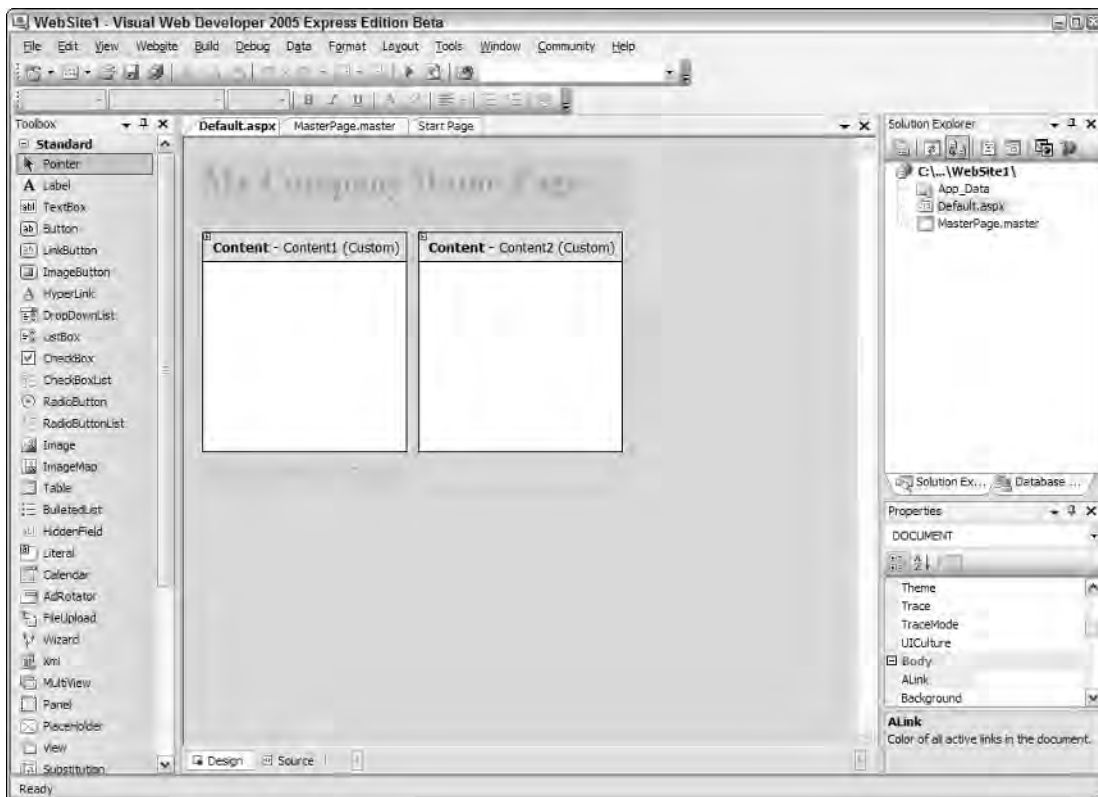 WebSite1 - Visual Web Developer 2005 Express Edition Beta
File Edit View Website Build Debug Data Format Layout Tools Window Community Help
B I U A
Toolbox
Standard
Pointer
A Label
abl TextBox
ab Button
LinkButton
ImageButton
A HyperLink
DropDownList
ListBox
CheckBox
CheckBoxList
RadioButton
RadioButtonList
Image
ImageMap
Table
BulletedList
HiddenField
Literal
Calendar
AdRotator
FileUpload
Wizard
Xml
MultiView
Panel
PlaceHolder
View
Substitution
Default.aspx MasterPage.master Start Page
My Company Home Page
Content - Content1 (Custom)
Content - Content2 (Custom)
Design Source
Solution Explorer
C:\...\WebSite1\
App_Data
Default.aspx
MasterPage.master
Solution Ex... Database ...
Properties
DOCUMENT
Theme
Trace
TraceMode
UICulture
Body
ALink
Background
ALink
Color of all active links in the document.
Ready